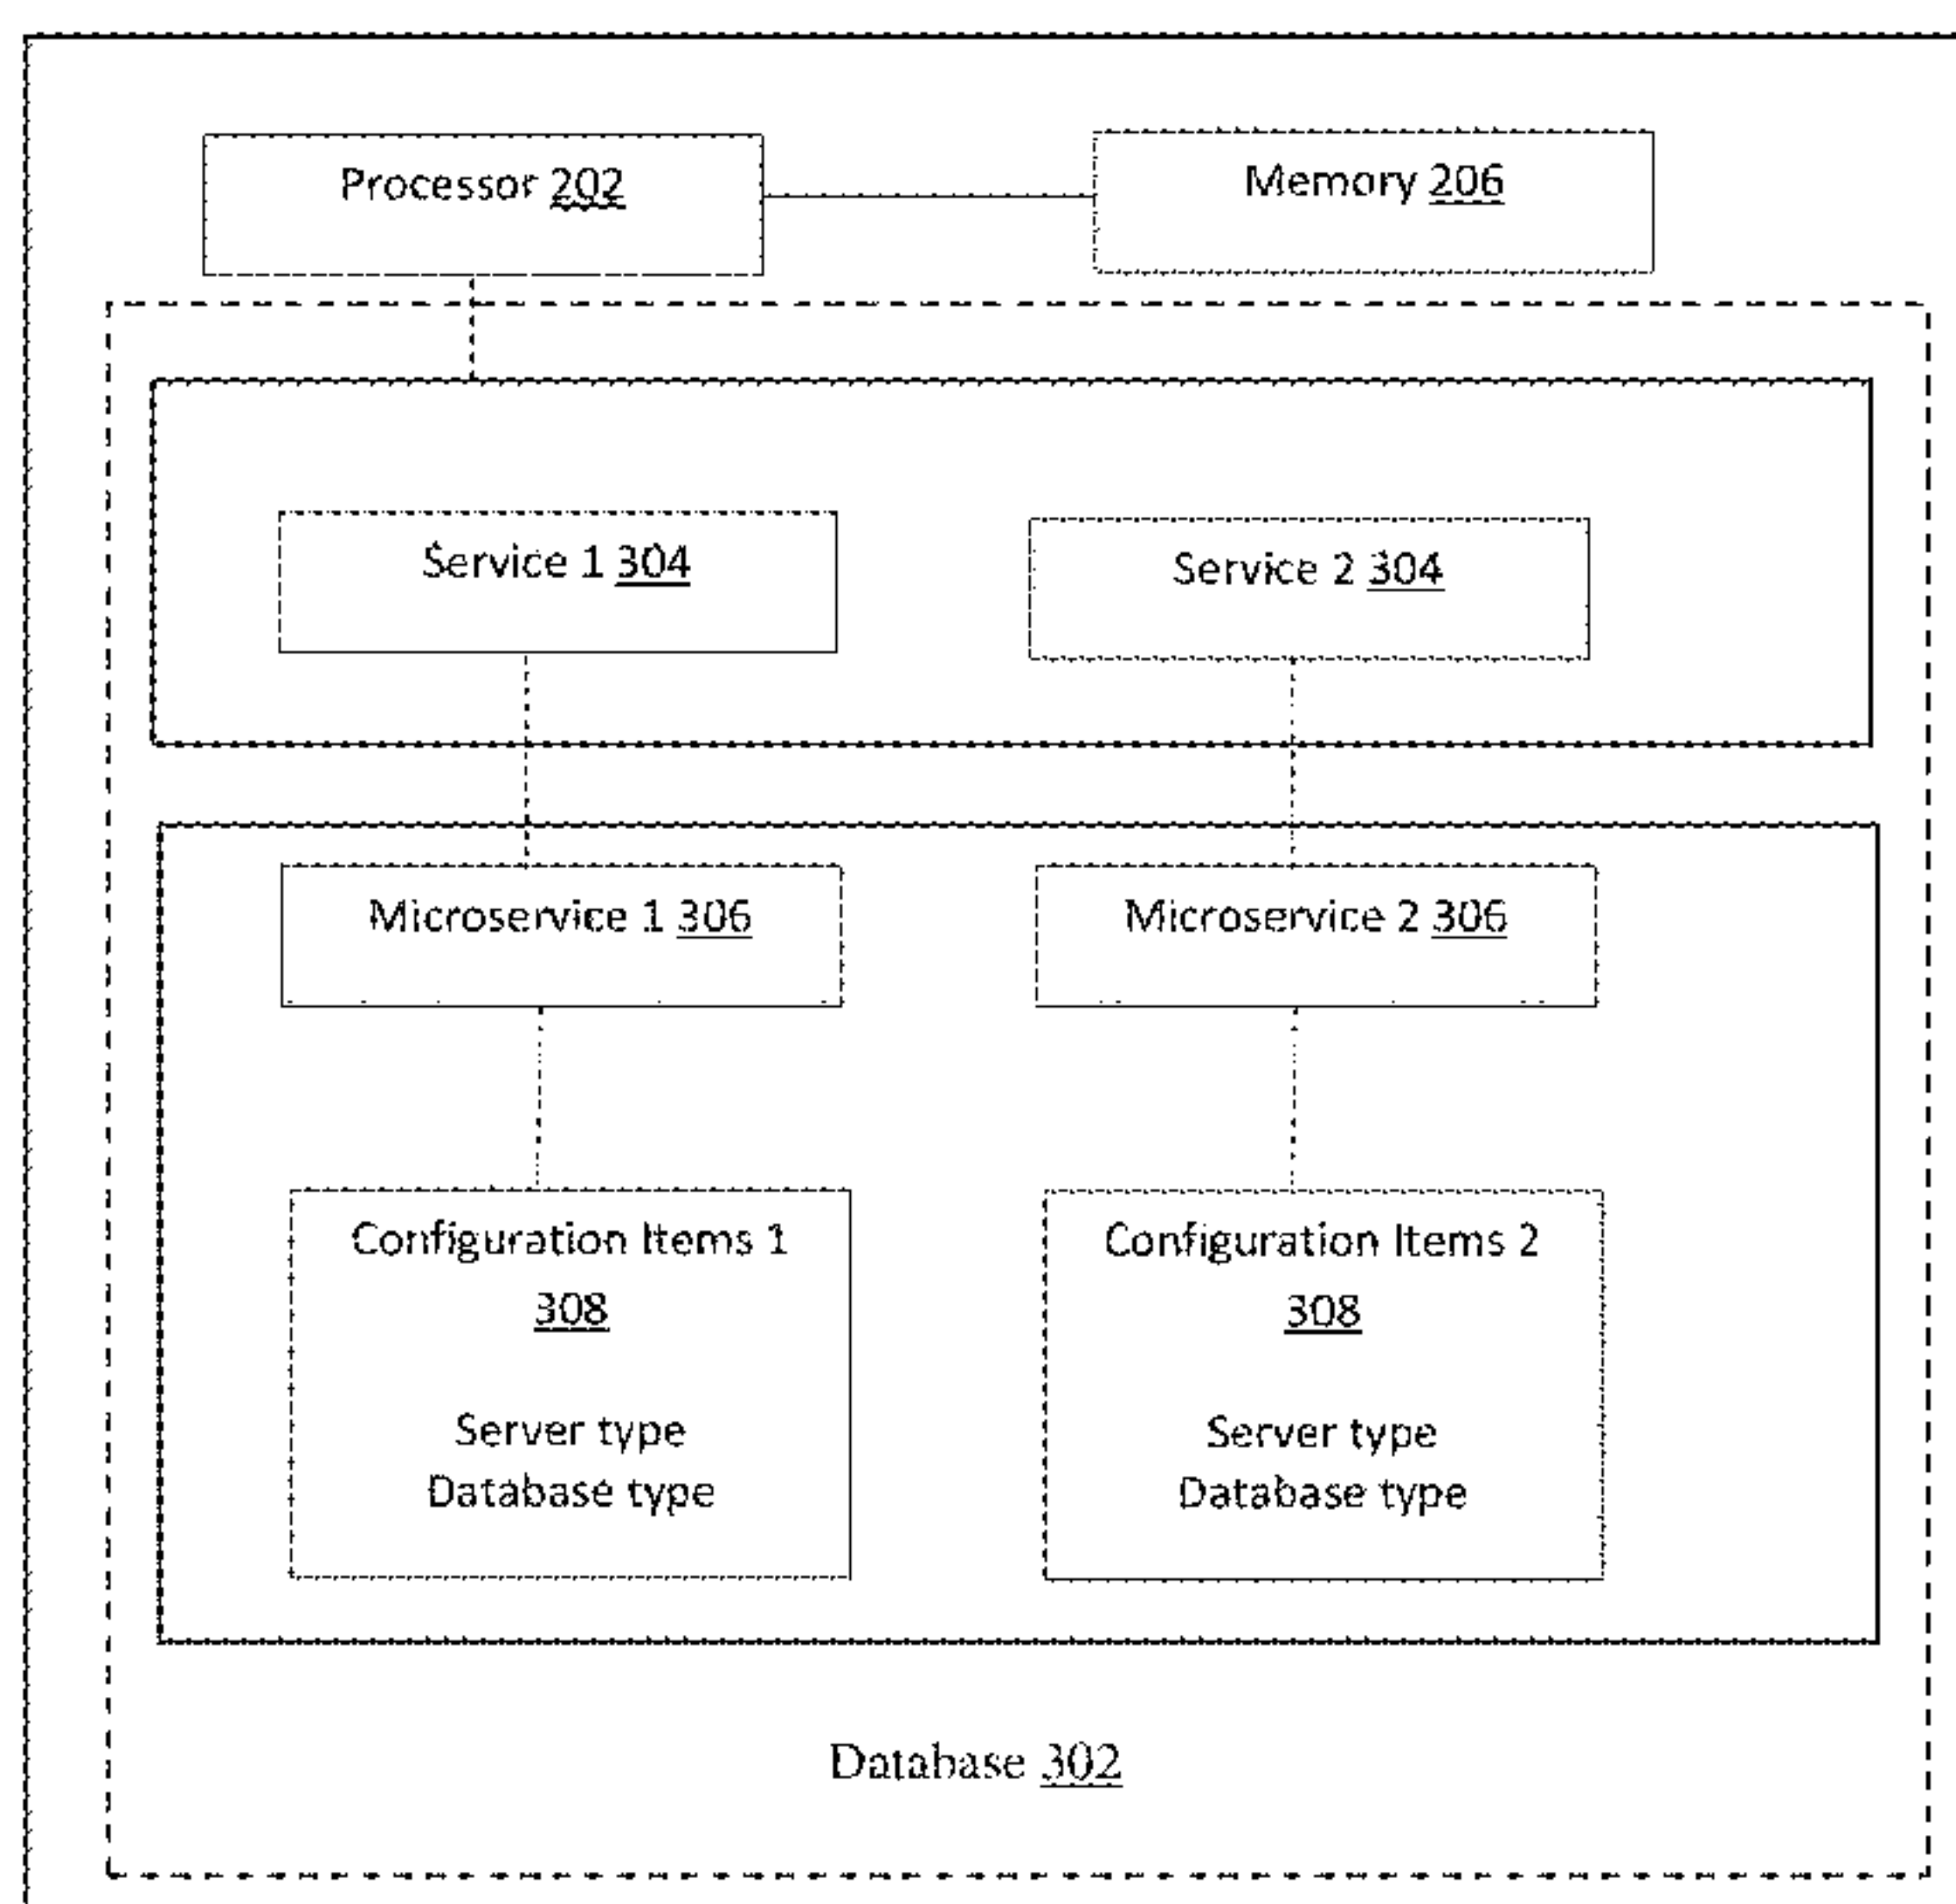 Processor 202
Memory 206
Service 1 304
Service 2 304
Microservice 1 306
Microservice 2 306
Configuration Items 1
308
Server type
Database type
Configuration Items 2
308
Server type
Database type
Database 302